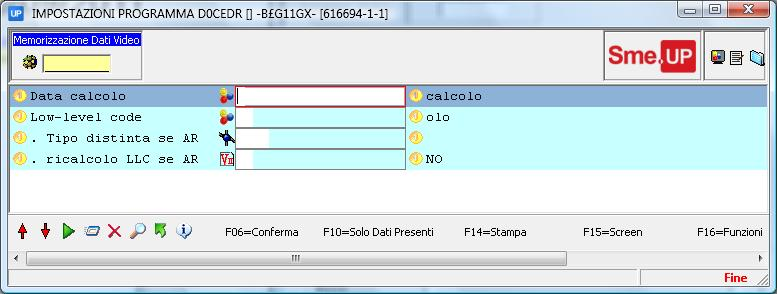 UP IMPOSTAZIONI PROGRAMMA D0CEDR [] -B£G11GX- [616694-1-1]
Memorizzazione Dati Video
Sme.UP
Data calcolo calcolo
Low-level code olo
. Tipo distinta se AR
. ricalcolo LLC se AR NO
F06=Conferma F10=Solo Dati Presenti F14=Stampa F15=Screen F16=Funzioni
Fine